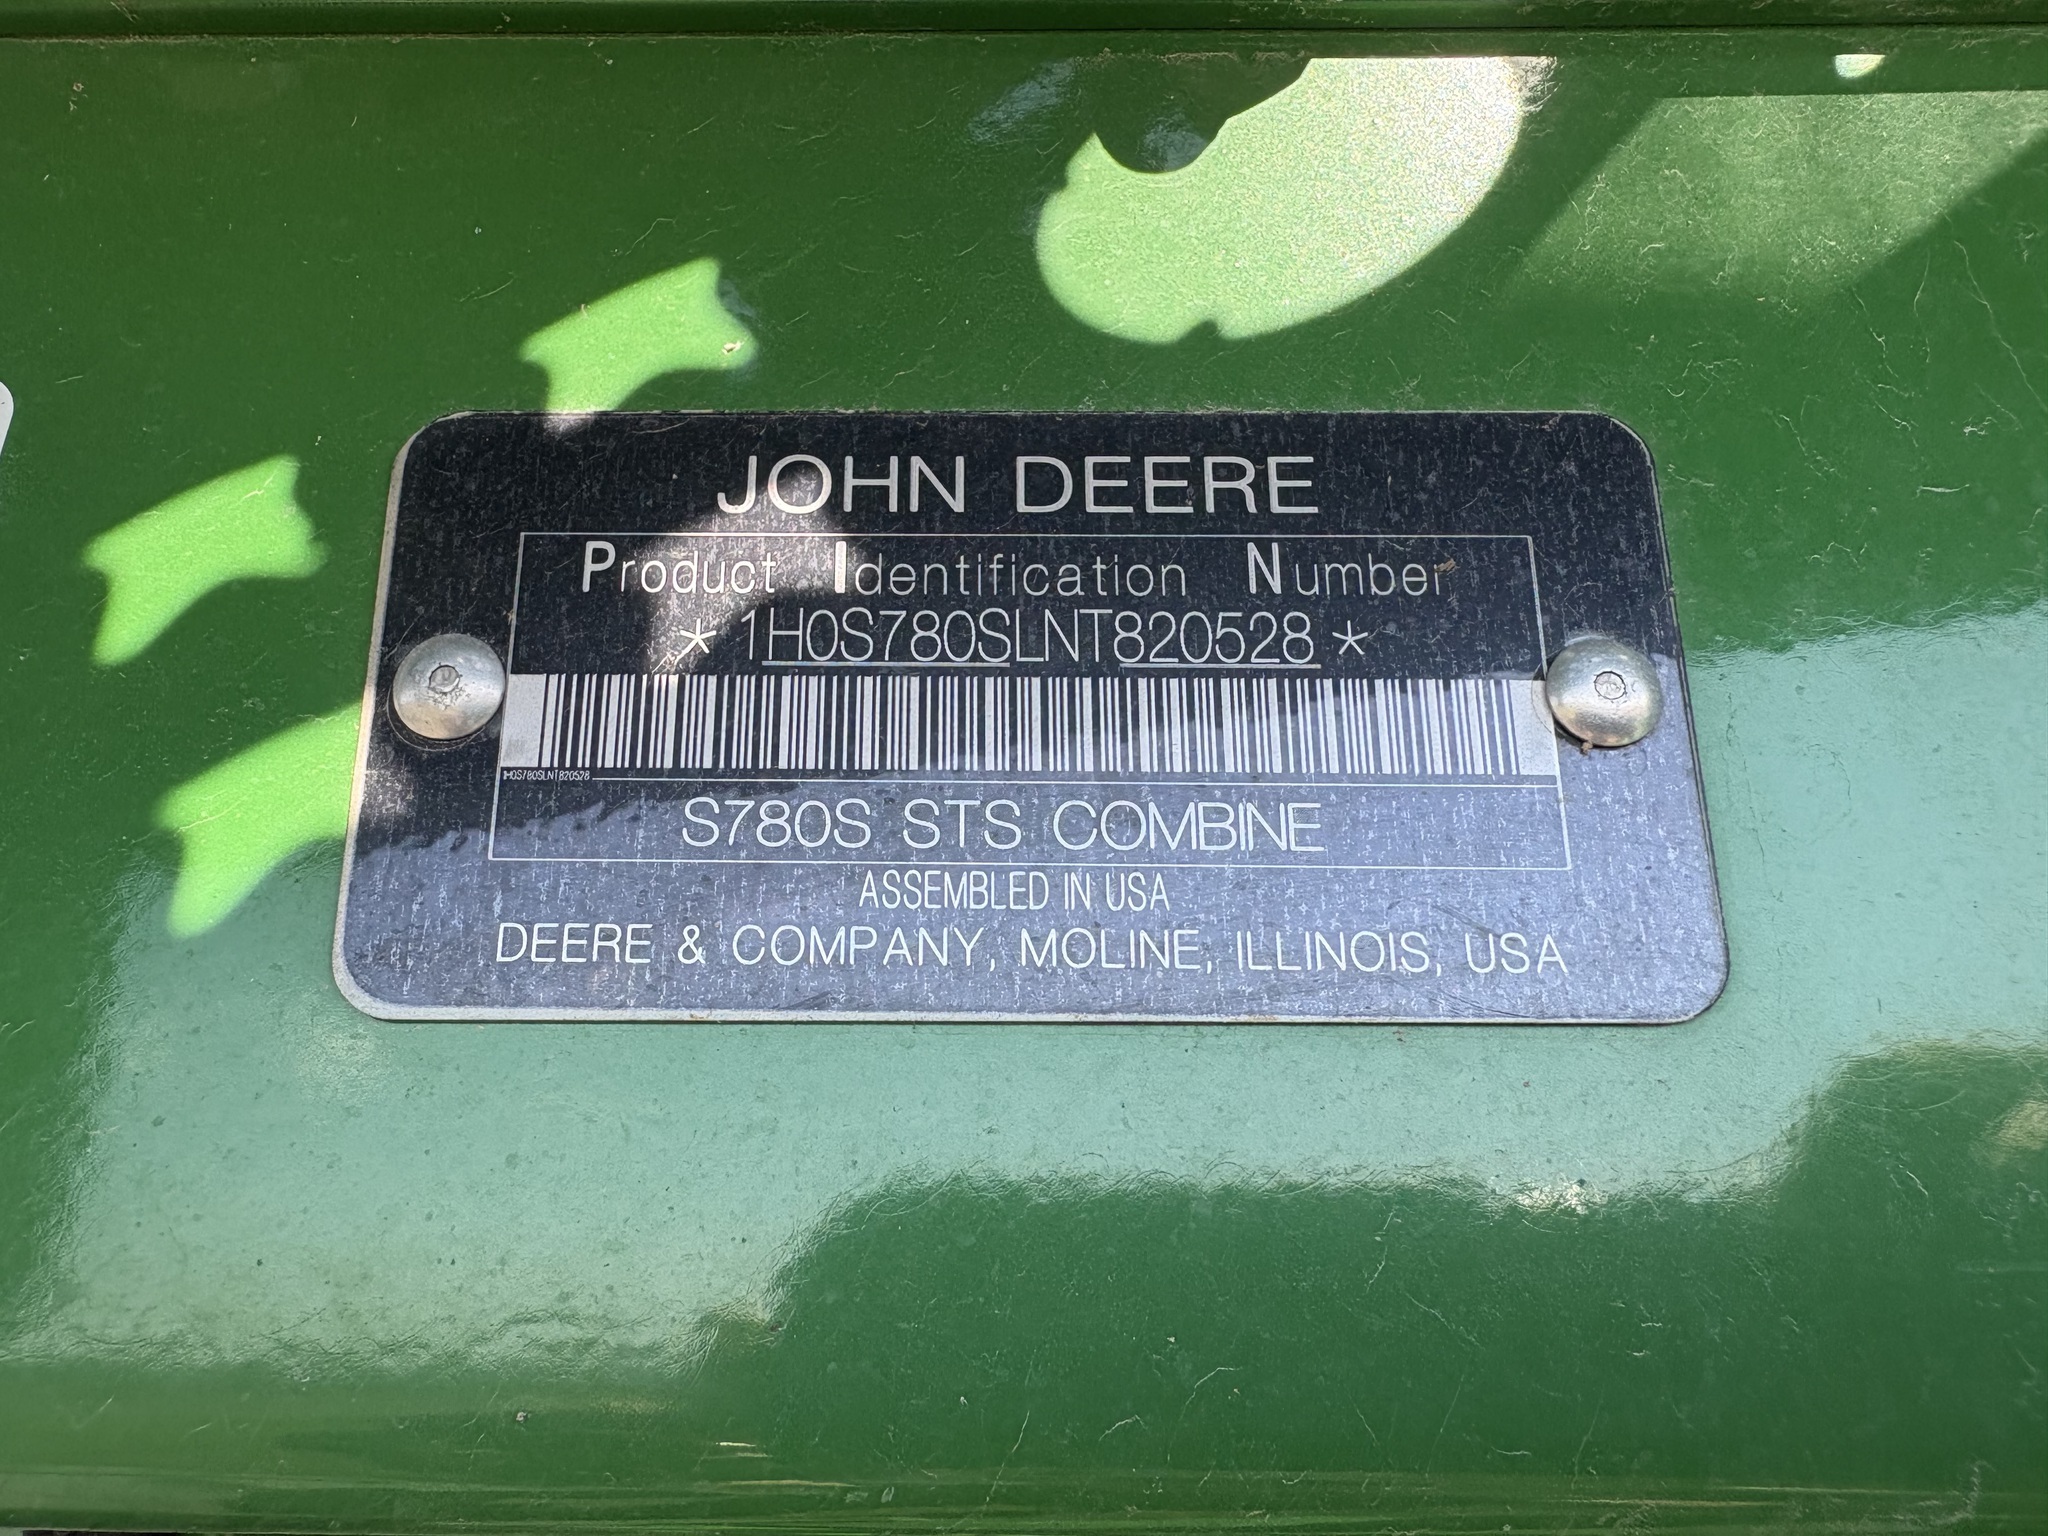 JOHN DEERE
Product Identification Number
* 1H0S780SLNT820528 *
1H0S780SLNT820528
S780S STS COMBINE
ASSEMBLED IN USA
DEERE & COMPANY, MOLINE, ILLINOIS, USA